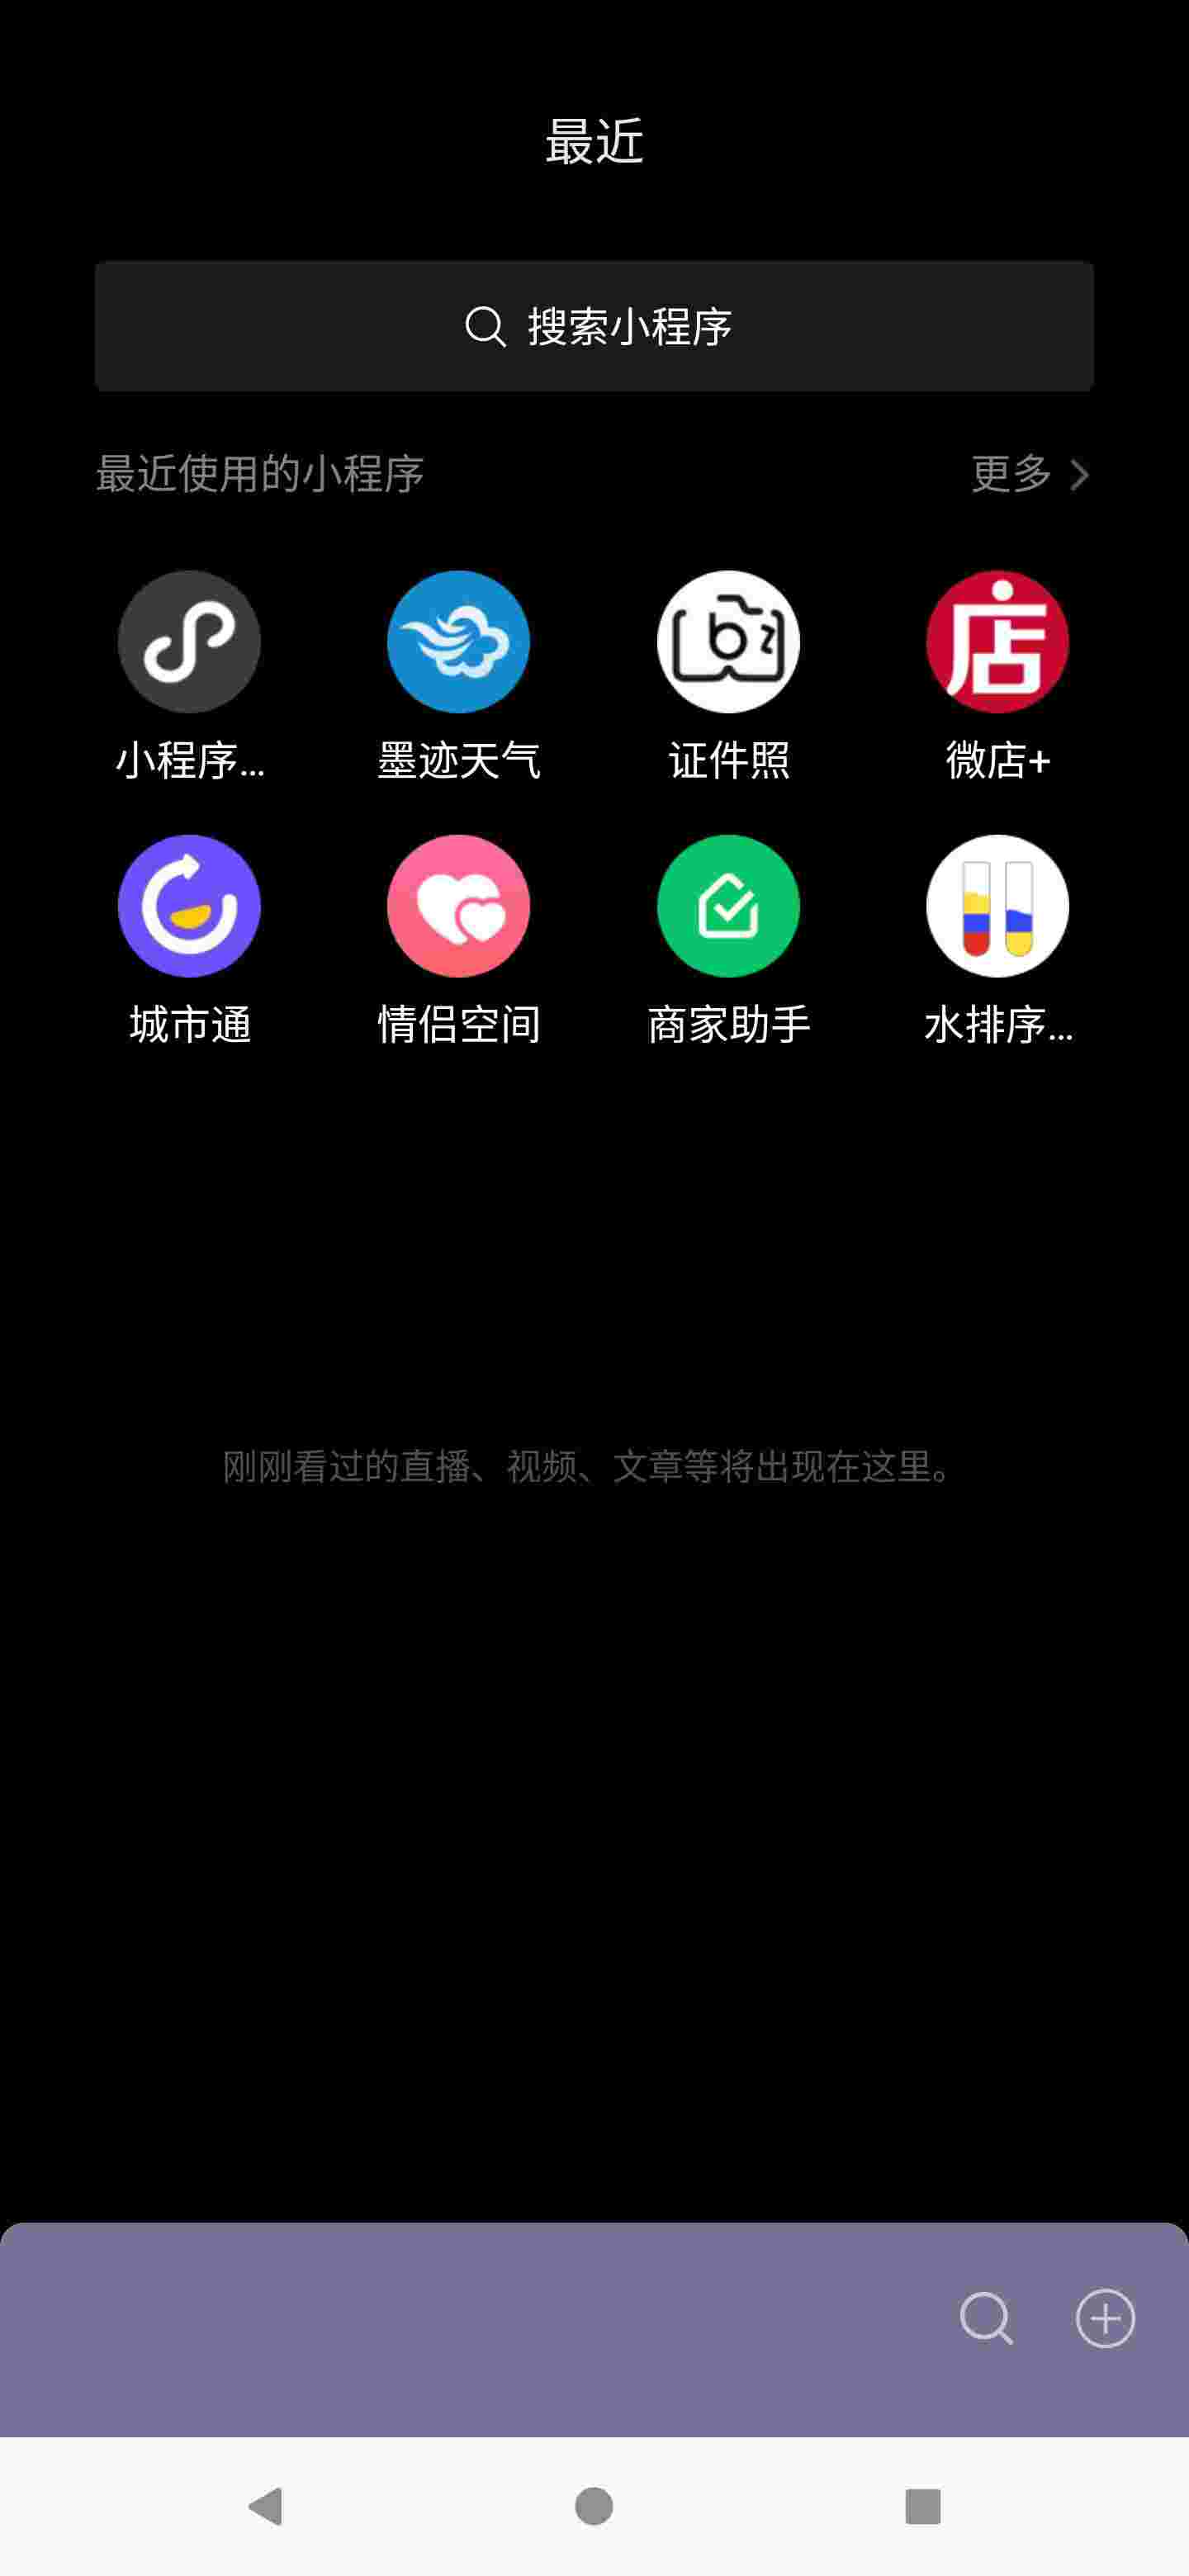 最近
搜索小程序
最近使用的小程序 更多
小程序... 墨迹天气 证件照 微店+
城市通 情侣空间 商家助手 水排序...
刚刚看过的直播、视频、文章等将出现在这里。